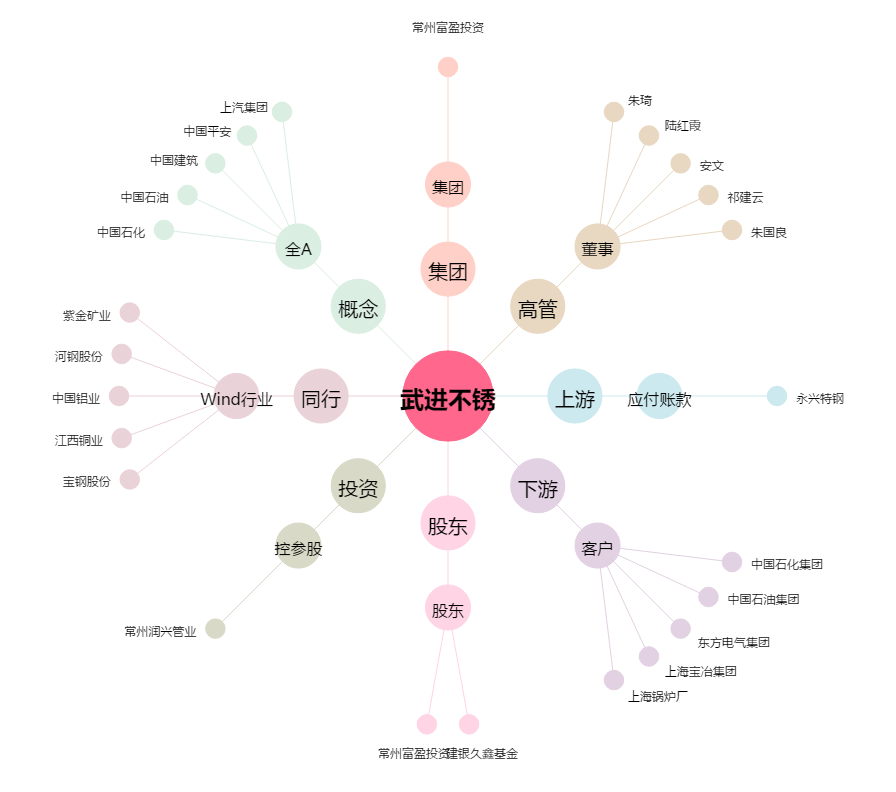 常州富盈投资
集团
集团
上汽集团
中国平安
中国建筑
中国石油
中国石化
全A
概念
朱琦
陆红霞
安文
祁建云
朱国良
董事
高管
紫金矿业
河钢股份
中国铝业
江西铜业
宝钢股份
Wind行业
同行
武进不锈
上游
应付账款
永兴特钢
投资
控参股
常州润兴管业
股东
股东
常州富盈投资
建银久鑫基金
下游
客户
中国石化集团
中国石油集团
东方电气集团
上海宝冶集团
上海锅炉厂